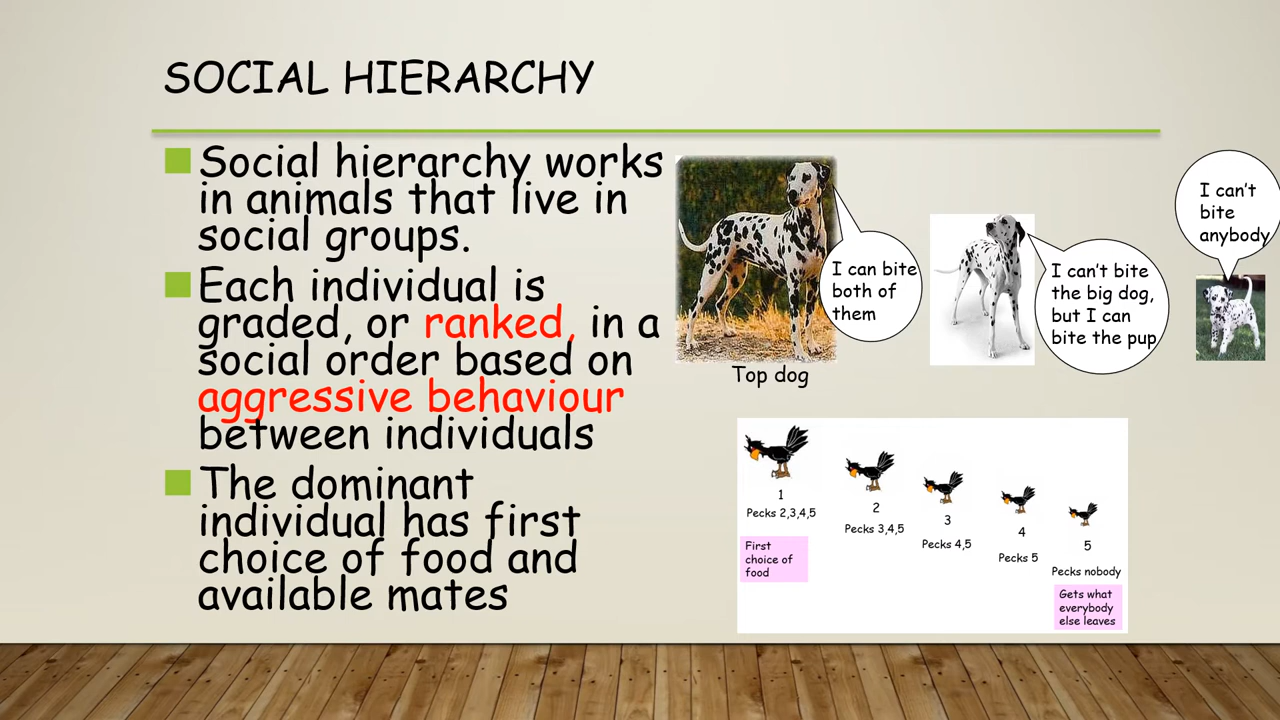 SOCIAL HIERARCHY
Social hierarchy works
in animals that live in
social groups.
Each individual is
graded, or ranked, in a
social order based on
aggressive behaviour
between individuals
The dominant
individual has first
choice of food and
available mates
I can bite
both of
them
Top dog
I can't bite
the big dog,
but I can
bite the pup
I can't
bite
anybody
1
Pecks 2,3,4,5
First
choice of
food
2
Pecks 3,4,5
3
Pecks 4,5
4
Pecks 5
5
Pecks nobody
Gets what
everybody
else leaves